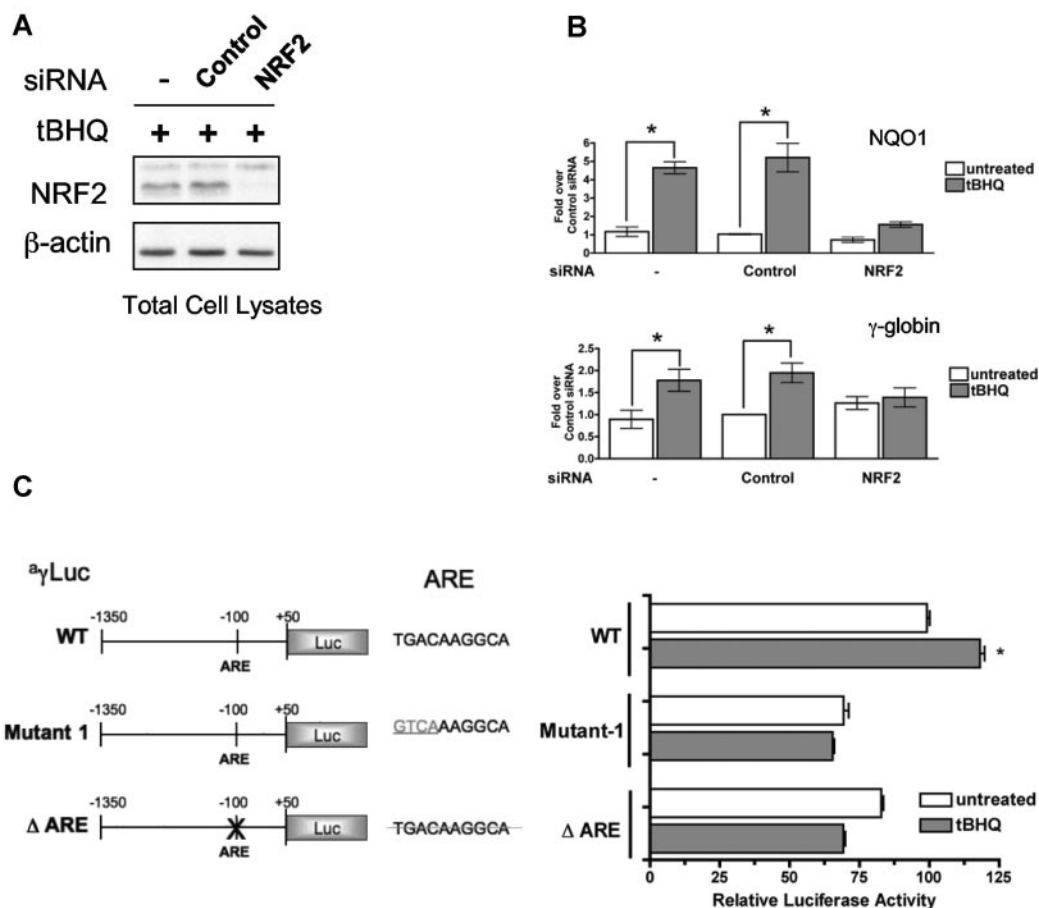 A
siRNA - Control NRF2
tBHQ + + +
NRF2
β-actin
Total Cell Lysates
B
NQO1
Fold over
Control siRNA
6
5
4
3
2
1
0
* *
untreated
tBHQ
siRNA - Control NRF2
γ-globin
Fold over
Control siRNA
2.5
2.0
1.5
1.0
0.5
0.0
* *
untreated
tBHQ
siRNA - Control NRF2
C
aγLuc
ARE
-1350 -100 +50
WT Luc TGACAAGGCA
ARE
-1350 -100 +50
Mutant 1 Luc GTCAAAGGCA
ARE
-1350 -100 +50
Δ ARE Luc TGACAAGGCA
ARE
WT
*
Mutant-1
Δ ARE
untreated
tBHQ
0 25 50 75 100 125
Relative Luciferase Activity